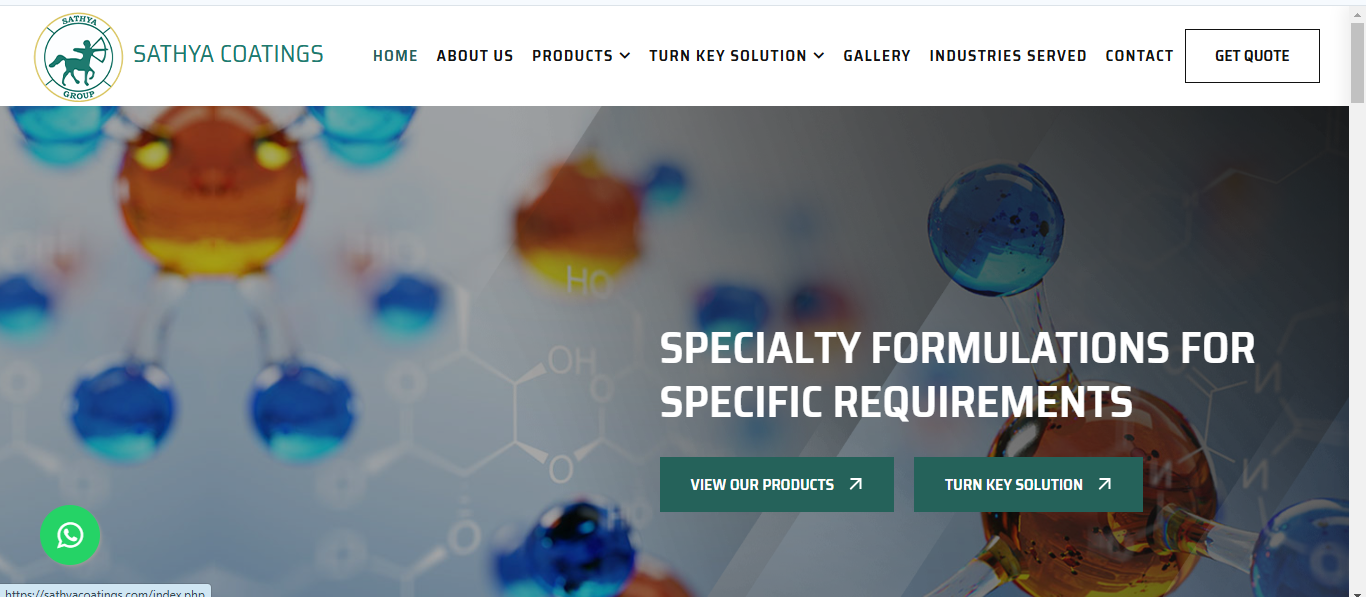 SATHYA
GROUP
SATHYA COATINGS
HOME
ABOUT US
PRODUCTS
TURN KEY SOLUTION
GALLERY
INDUSTRIES SERVED
CONTACT
GET QUOTE
HO
OH
O
O
O
HO
N
N
N
N
O
SPECIALTY FORMULATIONS FOR
SPECIFIC REQUIREMENTS
VIEW OUR PRODUCTS
TURN KEY SOLUTION
https://sathyacoatings.com/index.php